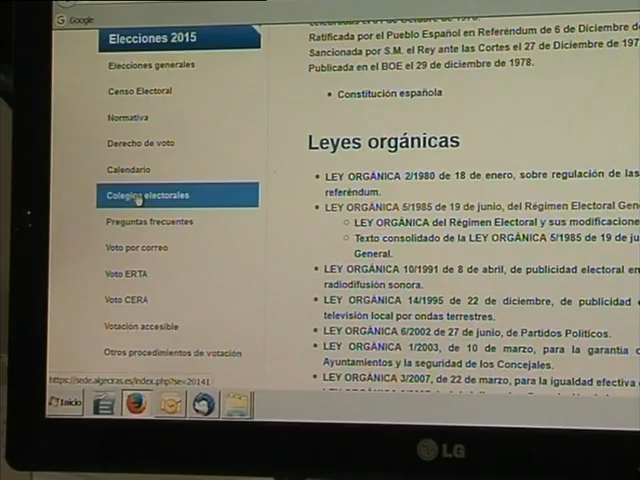 Google
Elecciones 2015
Elecciones generales
Censo Electoral
Normativa
Derecho de voto
Calendario
Colegios electorales
Preguntas frecuentes
Voto por correo
Voto ERTA
Voto CERA
Votación accesible
Otros procedimientos de votación
https://sede.algeciras.es/index.php?se=20141
Ratificada por el Pueblo Español en Referéndum de 6 de Diciembre
Sancionada por S.M. el Rey ante las Cortes el 27 de Diciembre de 197
Publicada en el BOE el 29 de diciembre de 1978.
Constitución española
Leyes orgánicas
LEY ORGÁNICA 2/1980 de 18 de enero, sobre regulación de las
referéndum.
LEY ORGÁNICA 5/1985 de 19 de junio, del Régimen Electoral Gene
LEY ORGÁNICA del Régimen Electoral y sus modificacione
Texto consolidado de la LEY ORGÁNICA 5/1985 de 19 de ju
General.
LEY ORGÁNICA 10/1991 de 8 de abril, de publicidad electoral en
radiodifusión sonora.
LEY ORGÁNICA 14/1995 de 22 de diciembre, de publicidad
televisión local por ondas terrestres.
LEY ORGÁNICA 6/2002 de 27 de junio, de Partidos Políticos.
LEY ORGÁNICA 1/2003, de 10 de marzo, para la garantía
Ayuntamientos y la seguridad de los Concejales.
LEY ORGÁNICA 3/2007, de 22 de marzo, para la igualdad efectiva
Inicio
LG